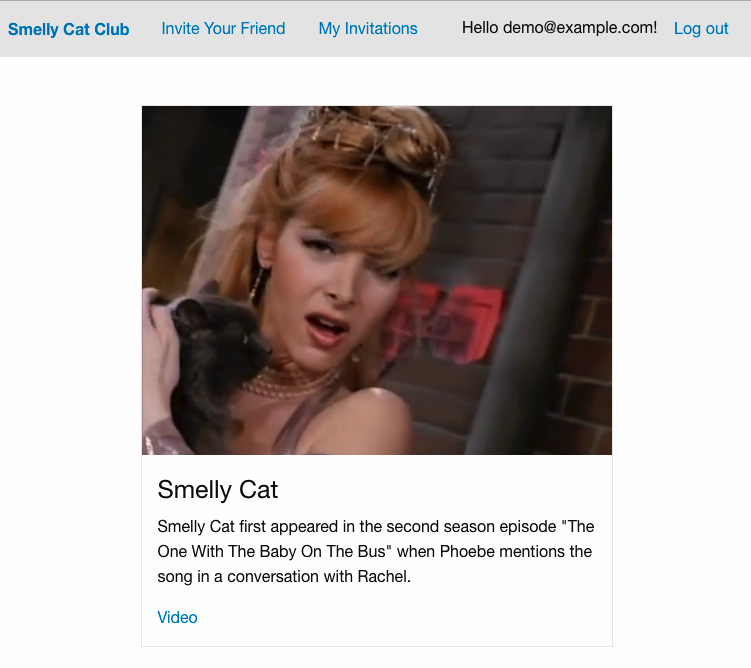 Smelly Cat Club Invite Your Friend My Invitations Hello demo@example.com! Log out
Smelly Cat
Smelly Cat first appeared in the second season episode "The
One With The Baby On The Bus" when Phoebe mentions the
song in a conversation with Rachel.
Video